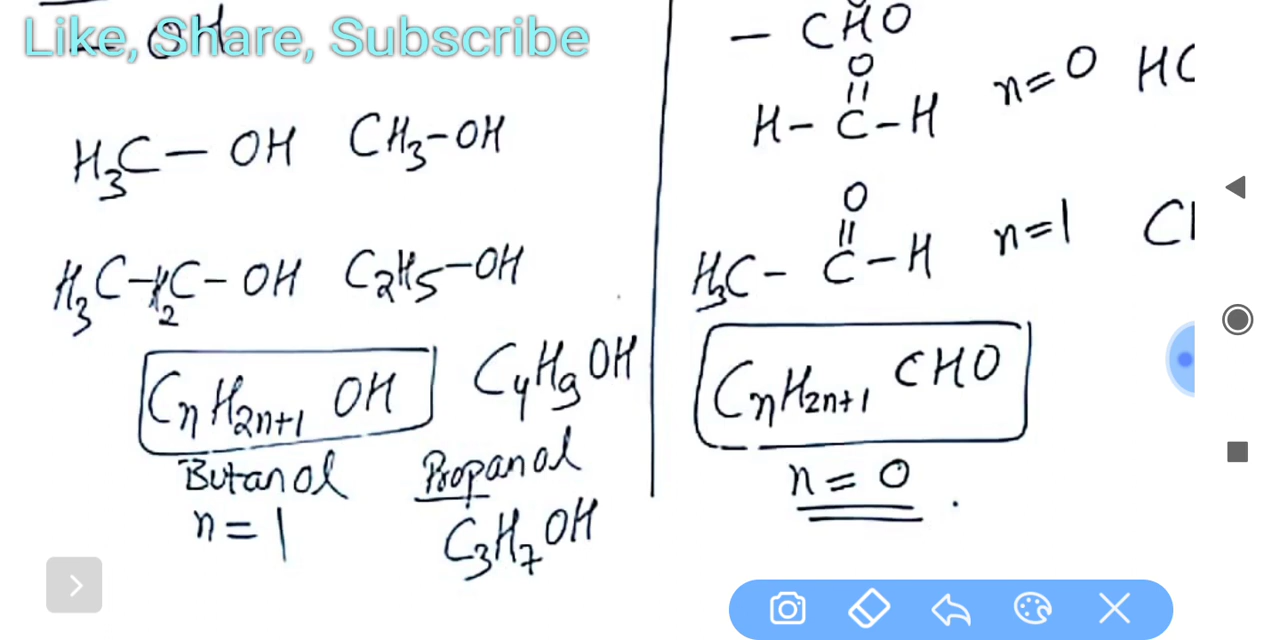 Like, Share, Subscribe
- OH
H3C - OH CH3-OH
H3C-H2C-OH C2H5-OH
CnH2n+1 OH C4H9OH
Butanol Propanol
n=1 C3H7OH
- CHO
O
H-C-H n=0 HC
O
H3C-C-H n=1
CnH2n+1 CHO
n=0